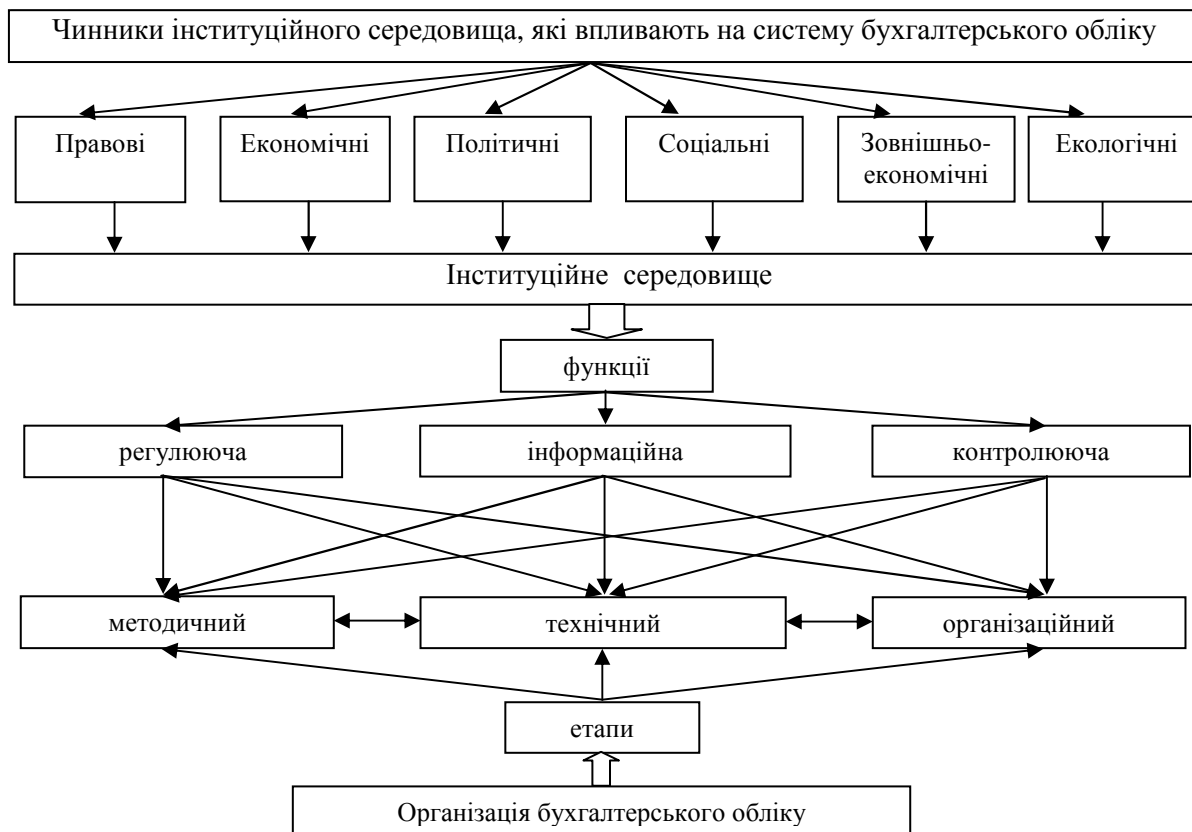 Чинники інституційного середовища, які впливають на систему бухгалтерського обліку
Правові
Економічні
Політичні
Соціальні
Зовнішньо-
економічні
Екологічні
Інституційне середовище
функції
регулююча
інформаційна
контролююча
методичний
технічний
організаційний
етапи
Організація бухгалтерського обліку